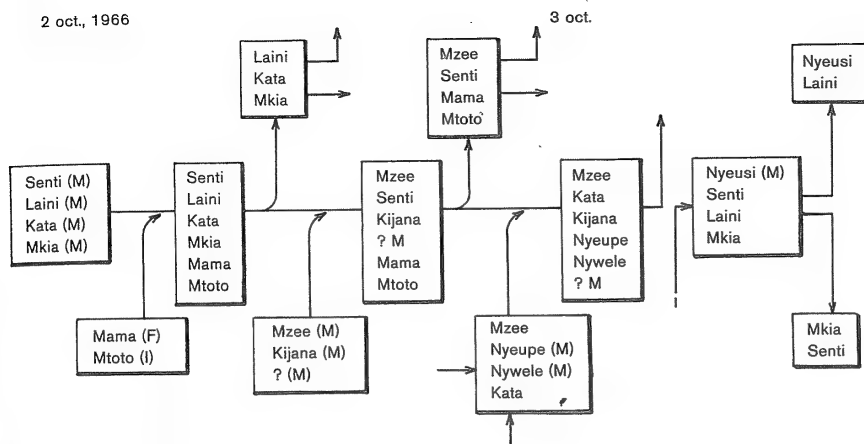 2 oct., 1966
3 oct.
Laini
Kata
Mkia
Mzee
Senti
Mama
Mtoto
Nyeusi
Laini
Senti (M)
Laini (M)
Kata (M)
Mkia (M)
Senti
Laini
Kata
Mkia
Mama
Mtoto
Mzee
Senti
Kijana
? M
Mama
Mtoto
Mzee
Kata
Kijana
Nyeupe
Nywele
? M
Nyeusi (M)
Senti
Laini
Mkia
Mama (F)
Mtoto (I)
Mzee (M)
Kijana (M)
? (M)
Mzee
Nyeupe (M)
Nywele (M)
Kata
Mkia
Senti